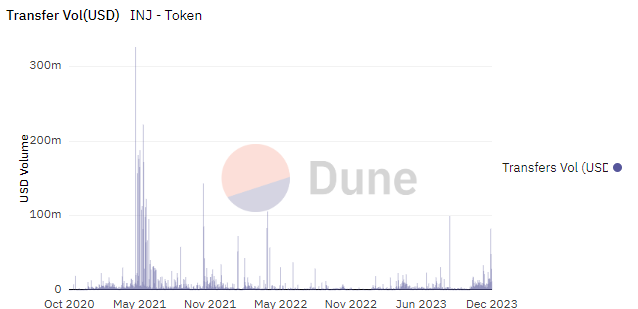 Transfer Vol(USD) INJ - Token
300m
200m
100m
0
USD Volume
Dune
Oct 2020 May 2021 Nov 2021 May 2022 Nov 2022 Jun 2023 Dec 2023
Transfers Vol (USD